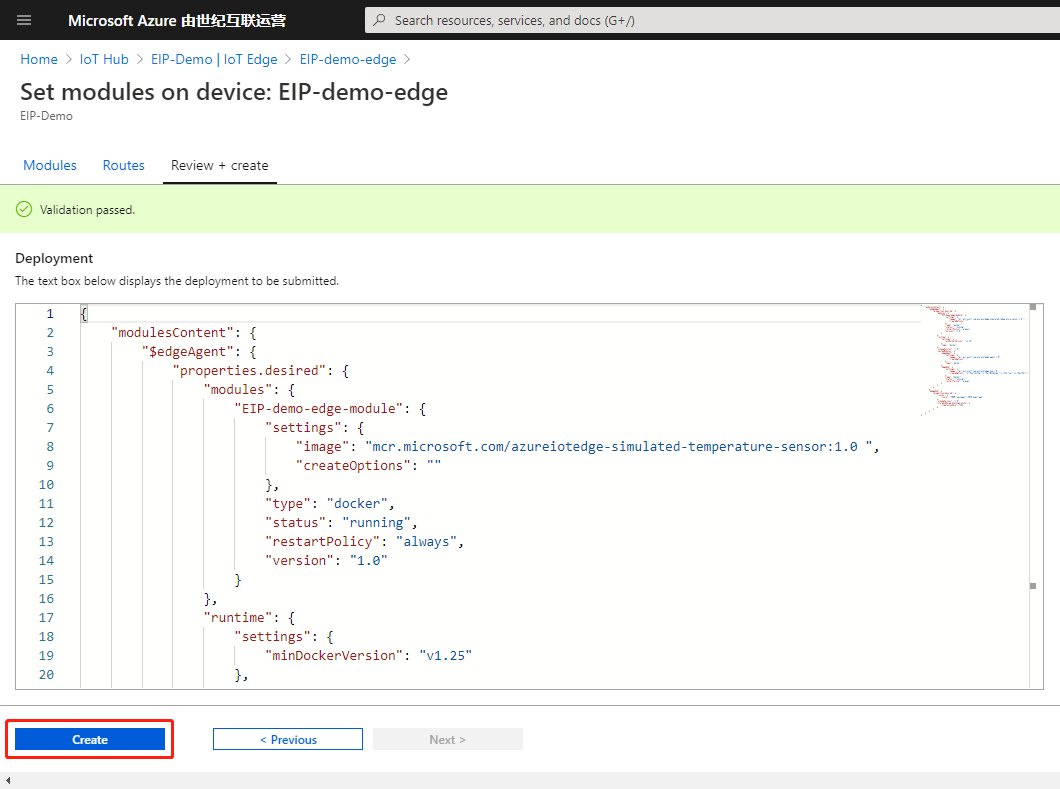 Microsoft Azure 由世纪互联运营
Search resources, services, and docs (G+/)
Home > IoT Hub > EIP-Demo | IoT Edge > EIP-demo-edge >
Set modules on device: EIP-demo-edge
EIP-Demo
Modules Routes Review + create
Validation passed.
Deployment
The text box below displays the deployment to be submitted.
1 {
2 "modulesContent": {
3 "$edgeAgent": {
4 "properties.desired": {
5 "modules": {
6 "EIP-demo-edge-module": {
7 "settings": {
8 "image": "mcr.microsoft.com/azureiotedge-simulated-temperature-sensor:1.0 ",
9 "createOptions": ""
10 },
11 "type": "docker",
12 "status": "running",
13 "restartPolicy": "always",
14 "version": "1.0"
15 }
16 },
17 "runtime": {
18 "settings": {
19 "minDockerVersion": "v1.25"
20 },
Create < Previous Next >